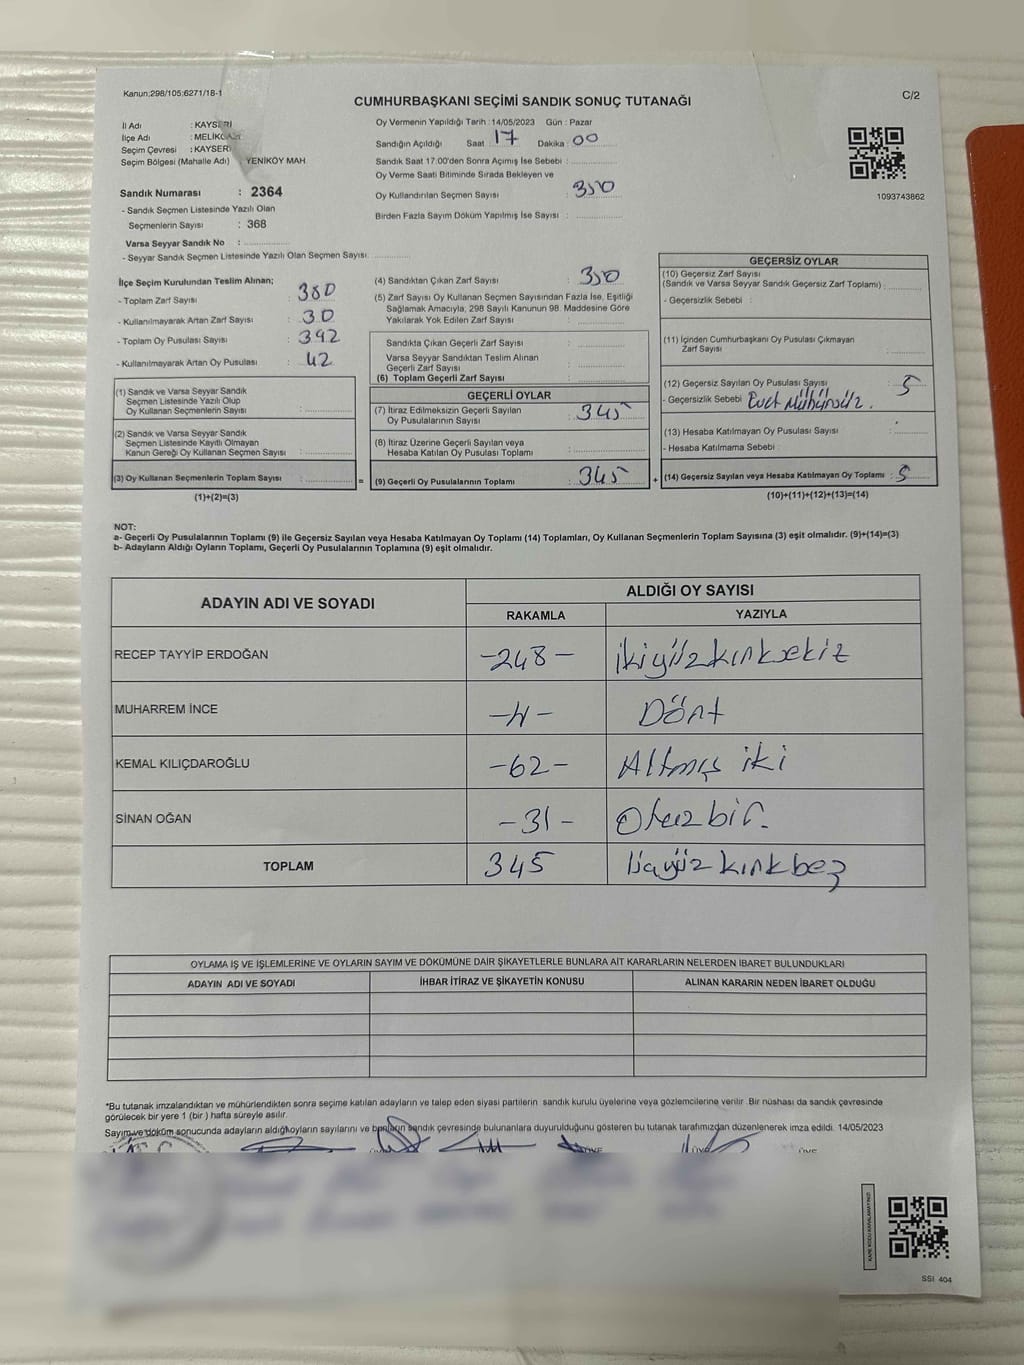 Kanun;298/105;6271/18-1
CUMHURBAŞKANI SEÇİMİ SANDIK SONUÇ TUTANAĞI
C/2
İl Adı : KAYSERİ
İlçe Adı : MELİKGAZİ
Seçim Çevresi : KAYSERİ
Seçim Bölgesi (Mahalle Adı) : YENİKÖY MAH
Sandık Numarası : 2364
- Sandık Seçmen Listesinde Yazılı Olan
Seçmenlerin Sayısı : 368
Varsa Seyyar Sandık No :
- Seyyar Sandık Seçmen Listesinde Yazılı Olan Seçmen Sayısı:
Oy Vermenin Yapıldığı Tarih : 14/05/2023 Gün : Pazar
Sandığın Açıldığı Saat : 17 Dakika : 00
Sandık Saat 17.00'den Sonra Açımış İse Sebebi :
Oy Verme Saati Bitiminde Sırada Bekleyen ve
Oy Kullandırılan Seçmen Sayısı : 350
Birden Fazla Sayım Döküm Yapılmış İse Sayısı :
1093743862
İlçe Seçim Kurulundan Teslim Alınan;
- Toplam Zarf Sayısı : 380
- Kullanılmayarak Artan Zarf Sayısı : 30
- Toplam Oy Pusulası Sayısı : 392
- Kullanılmayarak Artan Oy Pusulası : 42
(1) Sandık ve Varsa Seyyar Sandık
Seçmen Listesinde Yazılı Olup
Oy Kullanan Seçmenlerin Sayısı :
(2) Sandık ve Varsa Seyyar Sandık
Seçmen Listesinde Kayıtlı Olmayan
Kanun Gereği Oy Kullanan Seçmen Sayısı :
(3) Oy Kullanan Seçmenlerin Toplam Sayısı : =
(1)+(2)=(3)
(4) Sandıktan Çıkan Zarf Sayısı : 350
(5) Zarf Sayısı Oy Kullanan Seçmen Sayısından Fazla İse, Eşitliği
Sağlamak Amacıyla, 298 Sayılı Kanunun 98. Maddesine Göre
Yakılarak Yok Edilen Zarf Sayısı :
Sandıkta Çıkan Geçerli Zarf Sayısı :
Varsa Seyyar Sandıktan Teslim Alınan
Geçerli Zarf Sayısı :
(6) Toplam Geçerli Zarf Sayısı :
GEÇERLİ OYLAR
(7) İtiraz Edilmeksizin Geçerli Sayılan
Oy Pusulalarının Sayısı : 345
(8) İtiraz Üzerine Geçerli Sayılan veya
Hesaba Katılan Oy Pusulası Toplamı :
(9) Geçerli Oy Pusulalarının Toplamı : 345 +
GEÇERSİZ OYLAR
(10) Geçersiz Zarf Sayısı
(Sandık ve Varsa Seyyar Sandık Geçersiz Zarf Toplamı) :
- Geçersizlik Sebebi :
(11) İçinden Cumhurbaşkanı Oy Pusulası Çıkmayan
Zarf Sayısı :
(12) Geçersiz Sayılan Oy Pusulası Sayısı : 5
- Geçersizlik Sebebi : Evet Mühürsüz.
(13) Hesaba Katılmayan Oy Pusulası Sayısı :
- Hesaba Katılmama Sebebi :
(14) Geçersiz Sayılan veya Hesaba Katılmayan Oy Toplamı : 5
(10)+(11)+(12)+(13)=(14)
NOT:
a- Geçerli Oy Pusulalarının Toplamı (9) ile Geçersiz Sayılan veya Hesaba Katılmayan Oy Toplamı (14) Toplamları, Oy Kullanan Seçmenlerin Toplam Sayısına (3) eşit olmalıdır. (9)+(14)=(3)
b- Adayların Aldığı Oyların Toplamı, Geçerli Oy Pusulalarının Toplamına (9) eşit olmalıdır.
ADAYIN ADI VE SOYADI ALDIĞI OY SAYISI
RAKAMLA YAZIYLA
RECEP TAYYİP ERDOĞAN -248- ikiyüzkırksekiz
MUHARREM İNCE -4- Dört
KEMAL KILIÇDAROĞLU -62- Altmış iki
SİNAN OĞAN -31- Otuzbir.
TOPLAM 345 Üçyüzkırkbeş
OYLAMA İŞ VE İŞLEMLERİNE VE OYLARIN SAYIM VE DÖKÜMÜNE DAİR ŞİKAYETLERLE BUNLARA AİT KARARLARIN NELERDEN İBARET BULUNDUKLARI
ADAYIN ADI VE SOYADI İHBAR İTİRAZ VE ŞİKAYETİN KONUSU ALINAN KARARIN NEDEN İBARET OLDUĞU
*Bu tutanak imzalandıktan ve mühürlendikten sonra seçime katılan adayların ve talep eden siyasi partilerin sandık kurulu üyelerine veya gözlemcilerine verilir .Bir nüshası da sandık çevresinde
görülecek bir yere 1 (bir ) hafta süreyle asılır.
Sayım ve döküm sonucunda adayların aldığı oyların sayılarını ve bunların sandık çevresinde bulunanlara duyurulduğunu gösteren bu tutanak tarafımızdan düzenlenerek imza edildi. 14/05/2023
KARE KODU KARALAMAYINIZ!
SSİ 404